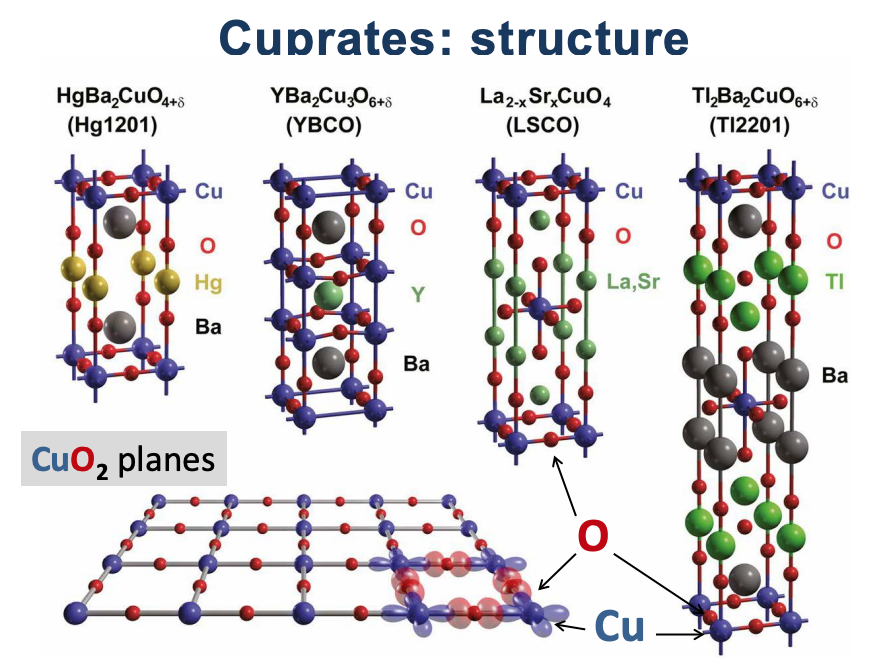 Cuprates: structure
HgBa₂CuO₄₊δ
(Hg1201)
YBa₂Cu₃O₆₊δ
(YBCO)
La₂₋ₓSrₓCuO₄
(LSCO)
Tl₂Ba₂CuO₆₊δ
(Tl2201)
Cu
O
Hg
Ba
Cu
O
Y
Ba
Cu
O
La,Sr
Cu
O
Tl
Ba
CuO₂ planes
O
Cu